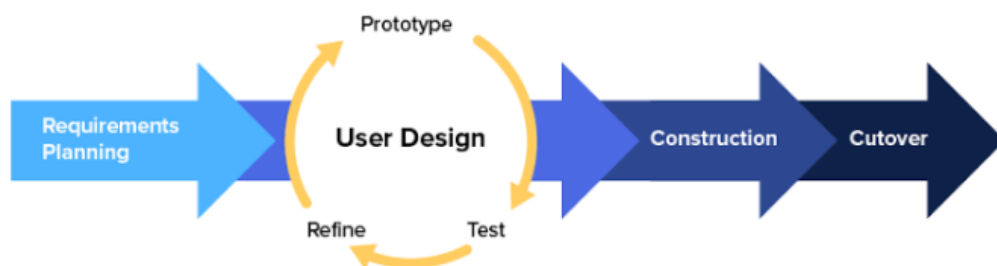 Prototype
Requirements
Planning
User Design
Construction
Cutover
Refine
Test